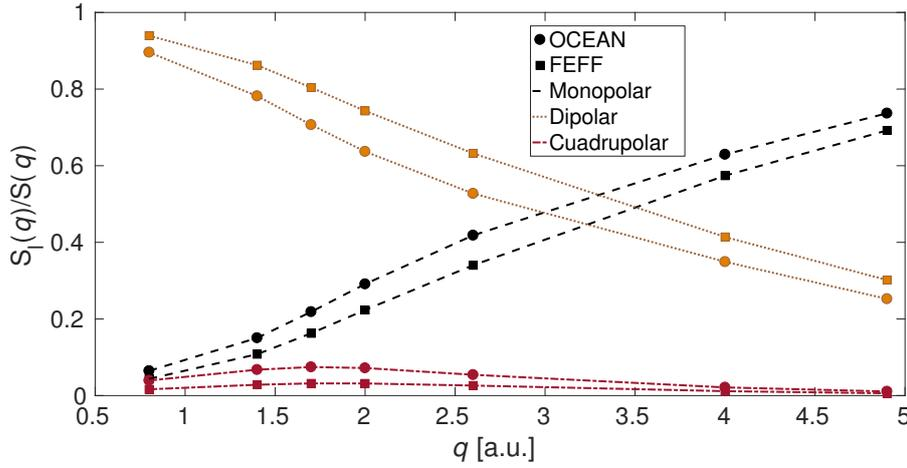 1
0.8
0.6
0.4
0.2
0
S_l(q)/S(q)
OCEAN
FEFF
Monopolar
Dipolar
Cuadrupolar
0.5 1 1.5 2 2.5 3 3.5 4 4.5 5
q [a.u.]